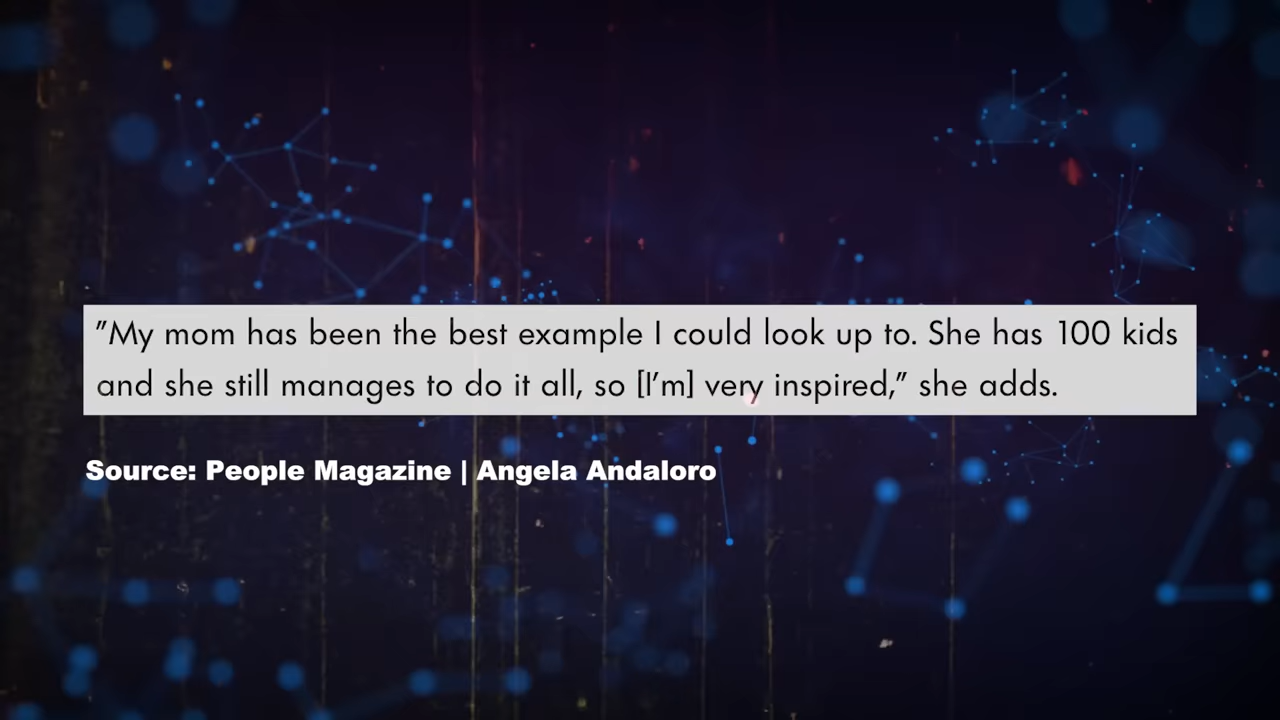 ”My mom has been the best example I could look up to. She has 100 kids
and she still manages to do it all, so [I’m] very inspired,” she adds.
Source: People Magazine | Angela Andaloro